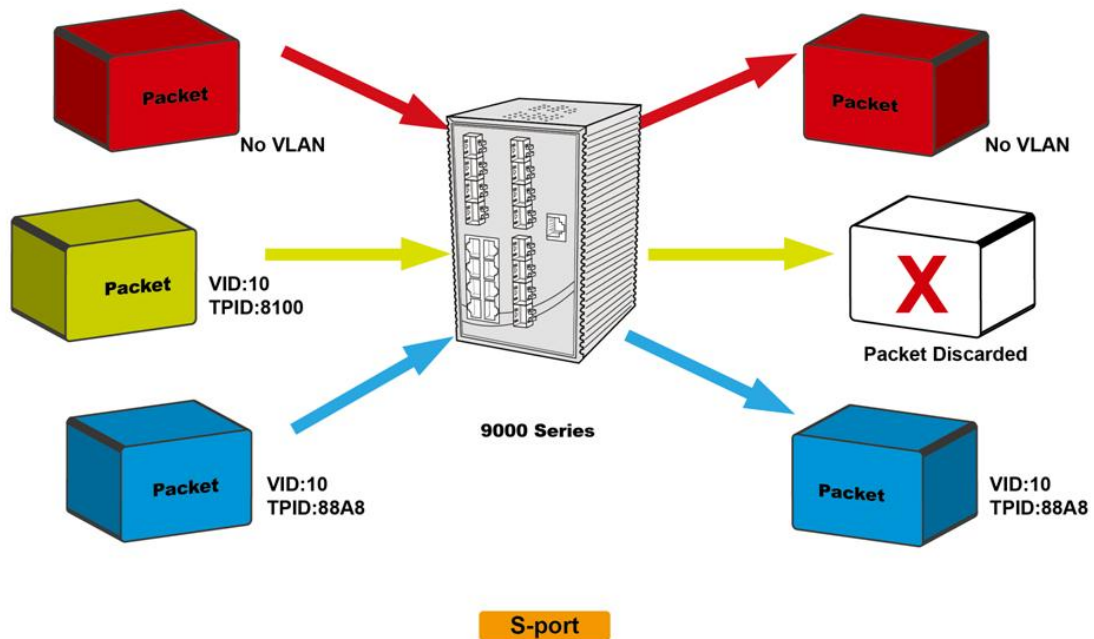 Packet
No VLAN
Packet
No VLAN
Packet
VID:10
TPID:8100
X
Packet Discarded
9000 Series
Packet
VID:10
TPID:88A8
Packet
VID:10
TPID:88A8
S-port